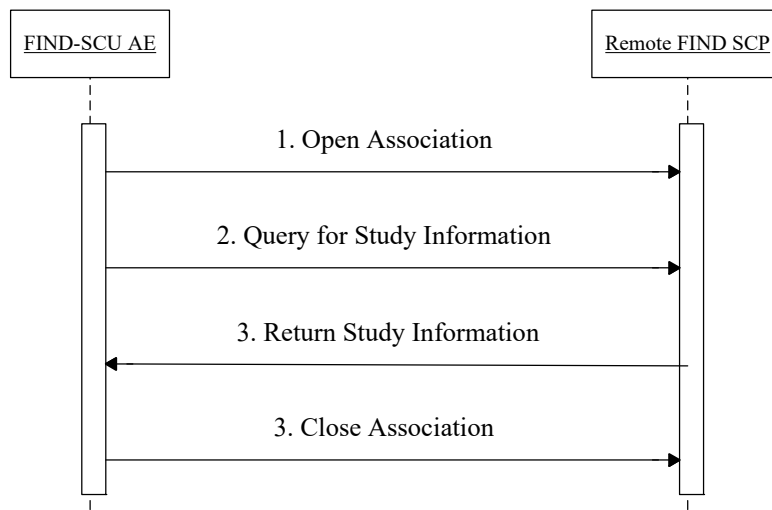 FIND-SCU AE
Remote FIND SCP
1. Open Association
2. Query for Study Information
3. Return Study Information
3. Close Association